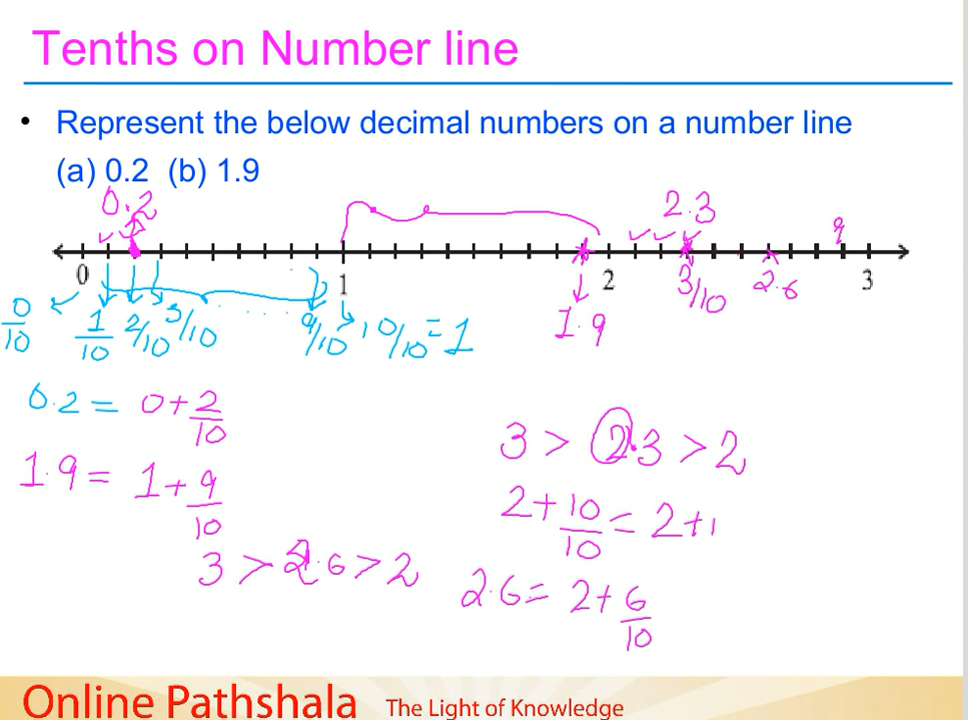 Tenths on Number line
• Represent the below decimal numbers on a number line
(a) 0.2 (b) 1.9
0.2 2.3 9
0 1 2 3
0/10 1/10 2/10 3/10 9/10 10/10 = 1 1.9 3/10 2.6
0.2 = 0 + 2/10
1.9 = 1 + 9/10
3 > 2.6 > 2
3 > 2.3 > 2
2 + 10/10 = 2 + 1
2.6 = 2 + 6/10
Online Pathshala The Light of Knowledge